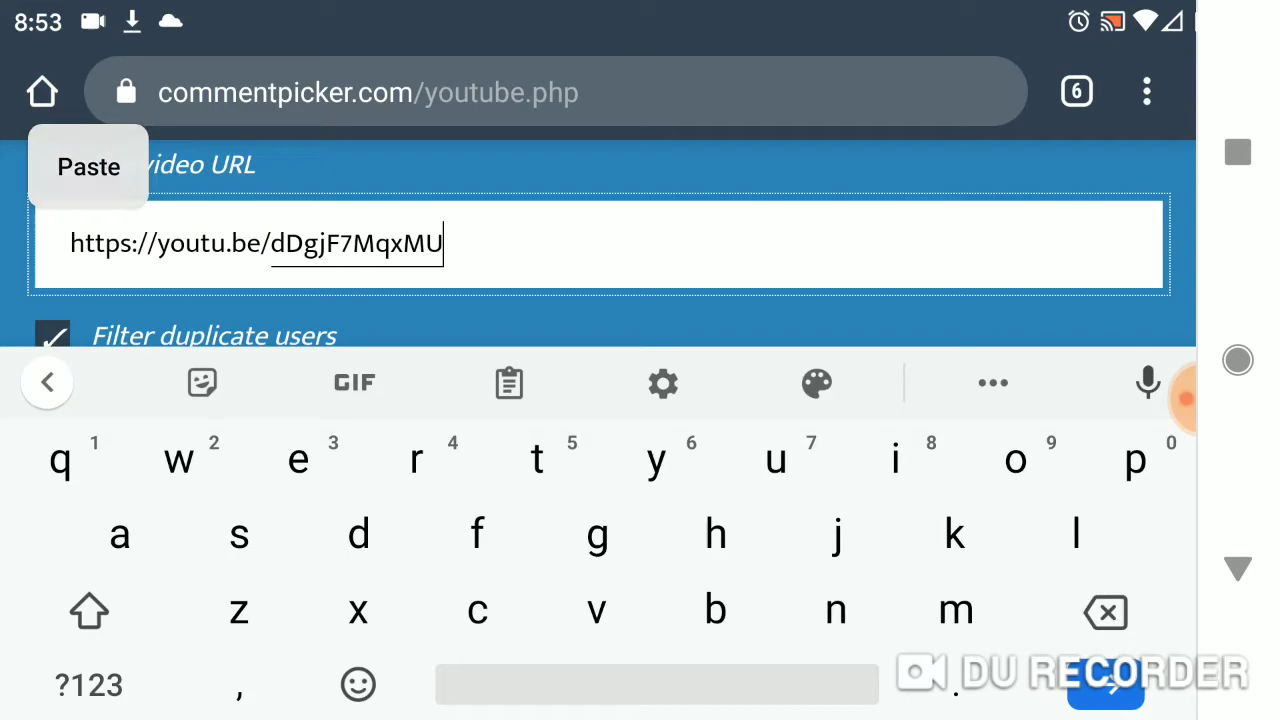 8:53
commentpicker.com/youtube.php
6
Paste
video URL
https://youtu.be/dDgjF7MqxMU
Filter duplicate users
GIF
q 1 w 2 e 3 r 4 t 5 y 6 u 7 i 8 o 9 p 0
a s d f g h j k l
z x c v b n m
?123 , .
DU RECORDER